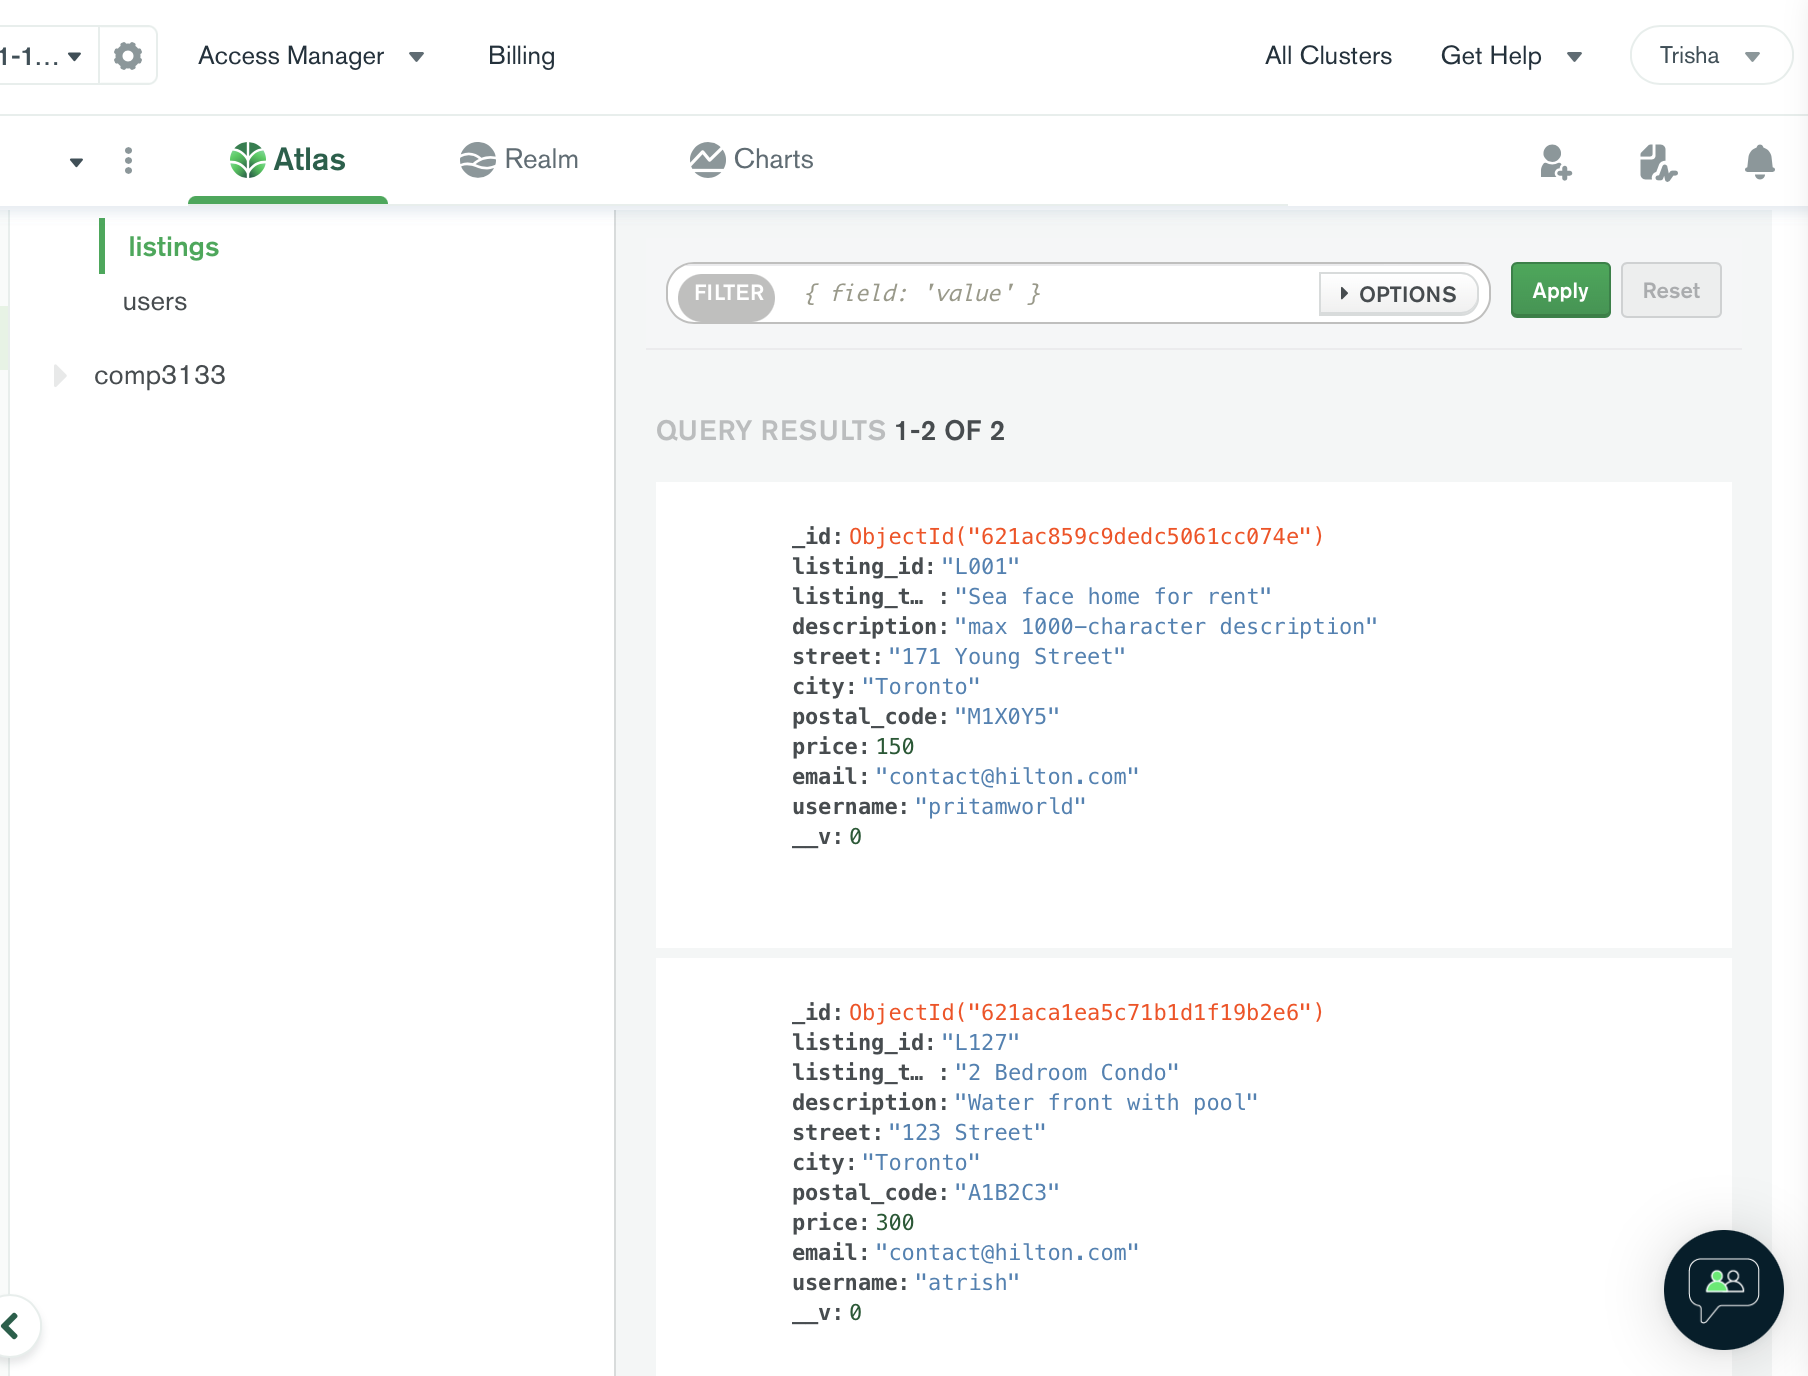 1-1...
Access Manager
Billing
All Clusters
Get Help
Trisha
Atlas
Realm
Charts
listings
users
comp3133
FILTER { field: 'value' } OPTIONS Apply Reset
QUERY RESULTS 1-2 OF 2
_id: ObjectId("621ac859c9dedc5061cc074e")
listing_id: "L001"
listing_t… : "Sea face home for rent"
description: "max 1000-character description"
street: "171 Young Street"
city: "Toronto"
postal_code: "M1X0Y5"
price: 150
email: "contact@hilton.com"
username: "pritamworld"
__v: 0
_id: ObjectId("621aca1ea5c71b1d1f19b2e6")
listing_id: "L127"
listing_t… : "2 Bedroom Condo"
description: "Water front with pool"
street: "123 Street"
city: "Toronto"
postal_code: "A1B2C3"
price: 300
email: "contact@hilton.com"
username: "atrish"
__v: 0